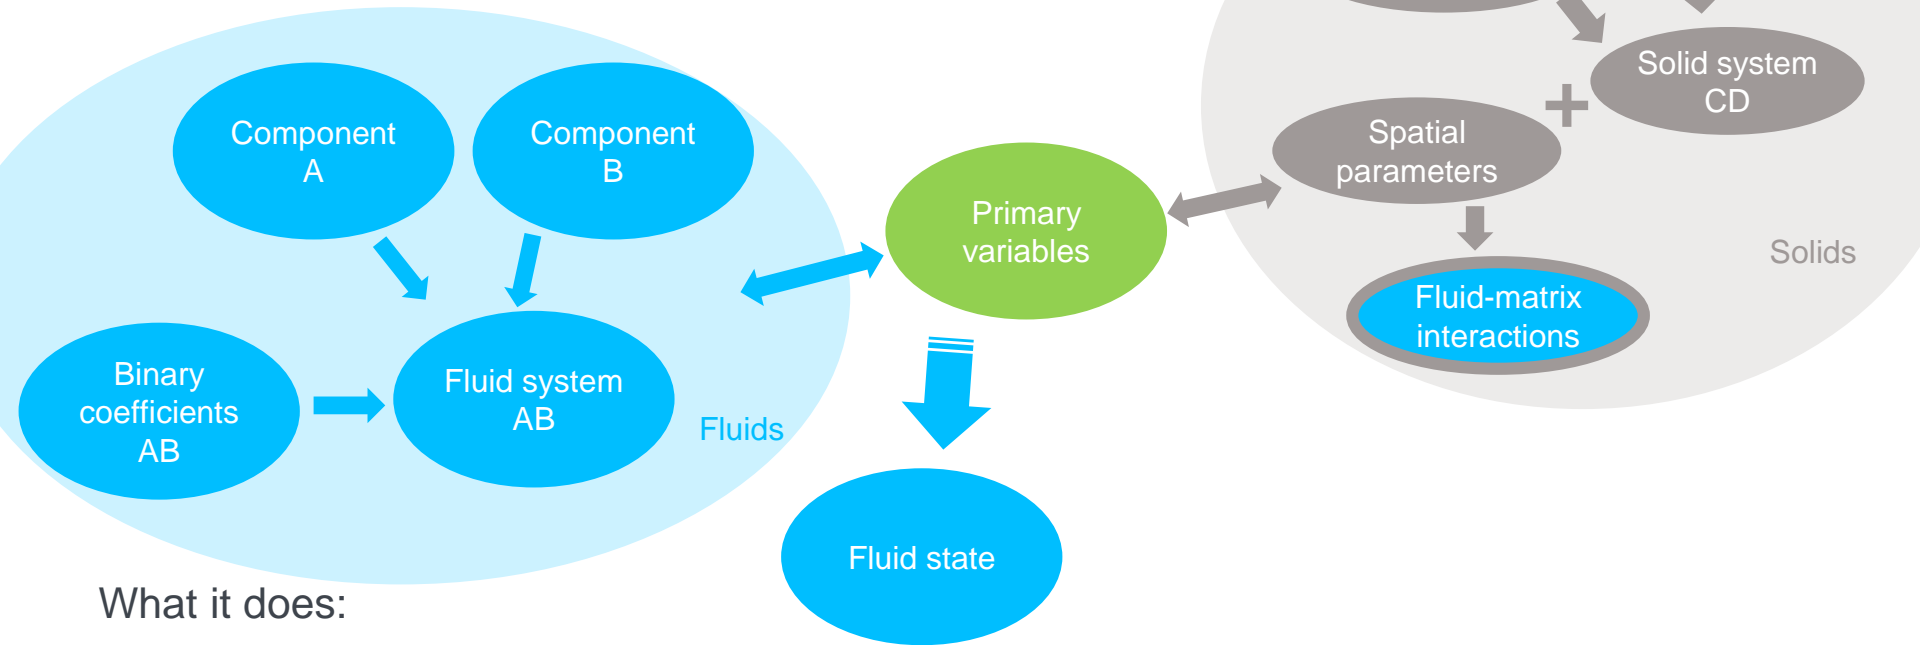 Component
A
Component
B
Binary
coefficients
AB
Fluid system
AB
Fluids
Primary
variables
Fluid state
Solid system
CD
Spatial
parameters
Fluid-matrix
interactions
Solids
What it does: